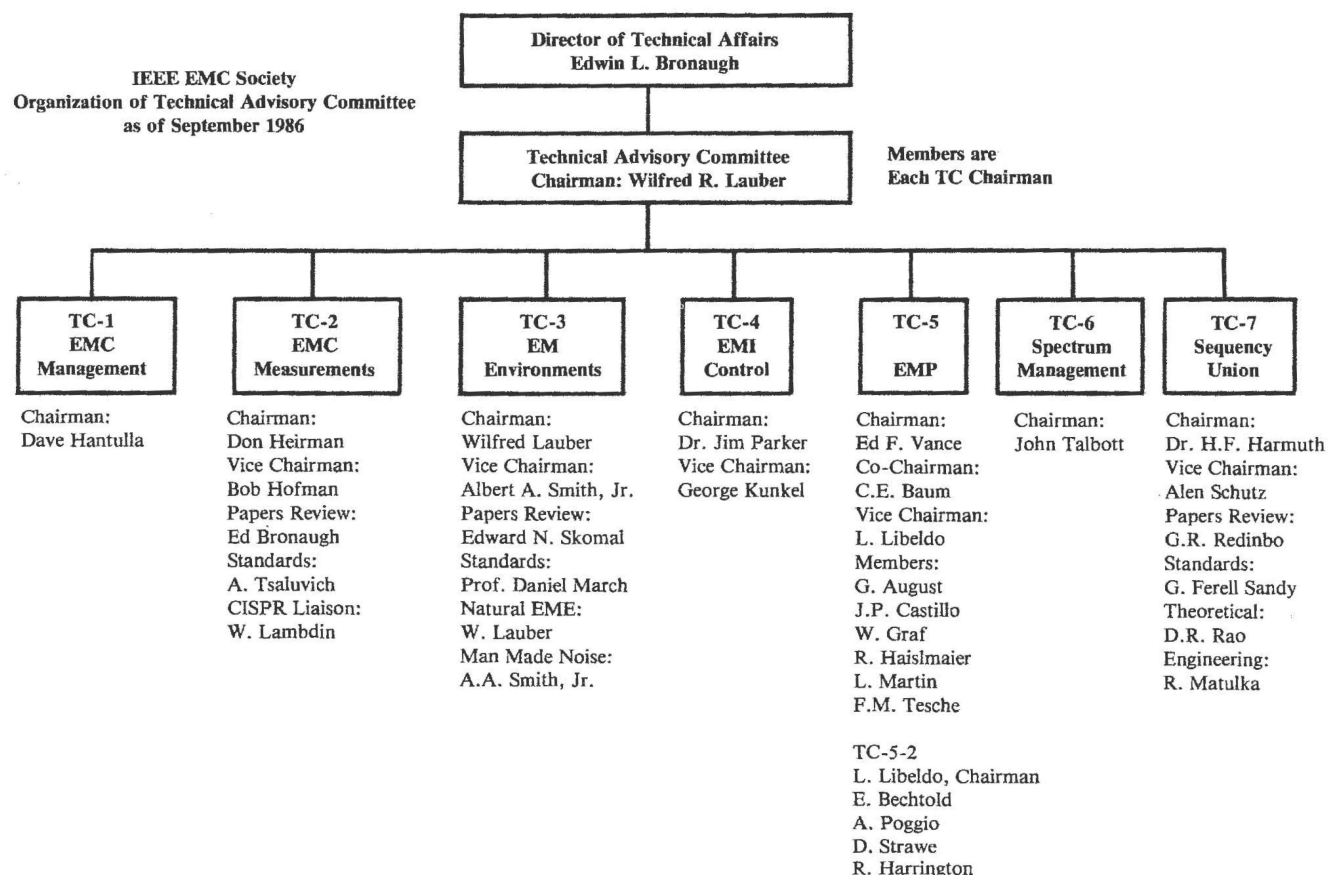 Director of Technical Affairs
Edwin L. Bronaugh
IEEE EMC Society
Organization of Technical Advisory Committee
as of September 1986
Technical Advisory Committee
Chairman: Wilfred R. Lauber
Members are
Each TC Chairman
TC-1
EMC
Management
Chairman:
Dave Hantulla
TC-2
EMC
Measurements
Chairman:
Don Heirman
Vice Chairman:
Bob Hofman
Papers Review:
Ed Bronaugh
Standards:
A. Tsaluvich
CISPR Liaison:
W. Lambdin
TC-3
EM
Environments
Chairman:
Wilfred Lauber
Vice Chairman:
Albert A. Smith, Jr.
Papers Review:
Edward N. Skomal
Standards:
Prof. Daniel March
Natural EME:
W. Lauber
Man Made Noise:
A.A. Smith, Jr.
TC-4
EMI
Control
Chairman:
Dr. Jim Parker
Vice Chairman:
George Kunkel
TC-5
EMP
Chairman:
Ed F. Vance
Co-Chairman:
C.E. Baum
Vice Chairman:
L. Libeldo
Members:
G. August
J.P. Castillo
W. Graf
R. Haislmaier
L. Martin
F.M. Tesche
TC-5-2
L. Libeldo, Chairman
E. Bechtold
A. Poggio
D. Strawe
R. Harrington
TC-6
Spectrum
Management
Chairman:
John Talbott
TC-7
Sequency
Union
Chairman:
Dr. H.F. Harmuth
Vice Chairman:
Alen Schutz
Papers Review:
G.R. Redinbo
Standards:
G. Ferell Sandy
Theoretical:
D.R. Rao
Engineering:
R. Matulka